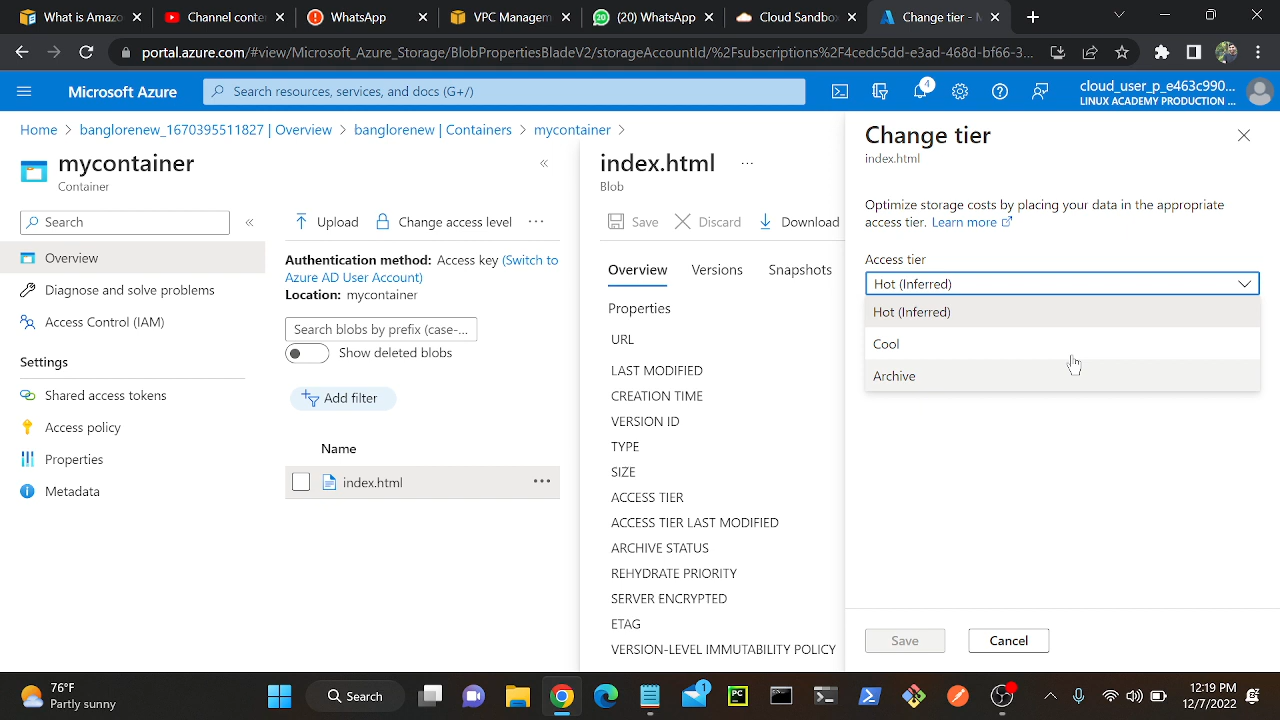 What is Amazo
Channel conte
WhatsApp
VPC Managem
20
(20) WhatsApp
Cloud Sandbo
Change tier - M
portal.azure.com/#view/Microsoft_Azure_Storage/BlobPropertiesBladeV2/storageAccountId/%2Fsubscriptions%2F4cedc5dd-e3ad-468d-bf66-3...
Microsoft Azure
Search resources, services, and docs (G+/)
4
cloud_user_p_e463c990...
LINUX ACADEMY PRODUCTION ...
Home > banglorenew_1670395511827 | Overview > banglorenew | Containers > mycontainer >
mycontainer
Container
Search
Overview
Diagnose and solve problems
Access Control (IAM)
Settings
Shared access tokens
Access policy
Properties
Metadata
Upload
Change access level
Authentication method: Access key (Switch to
Azure AD User Account)
Location: mycontainer
Search blobs by prefix (case-...
Show deleted blobs
Add filter
Name
index.html
index.html
Blob
Save
Discard
Download
Overview
Versions
Snapshots
Properties
URL
LAST MODIFIED
CREATION TIME
VERSION ID
TYPE
SIZE
ACCESS TIER
ACCESS TIER LAST MODIFIED
ARCHIVE STATUS
REHYDRATE PRIORITY
SERVER ENCRYPTED
ETAG
VERSION-LEVEL IMMUTABILITY POLICY
Change tier
index.html
Optimize storage costs by placing your data in the appropriate
access tier. Learn more
Access tier
Hot (Inferred)
Hot (Inferred)
Cool
Archive
Save
Cancel
76°F
Partly sunny
Search
1
PC
12:19 PM
12/7/2022